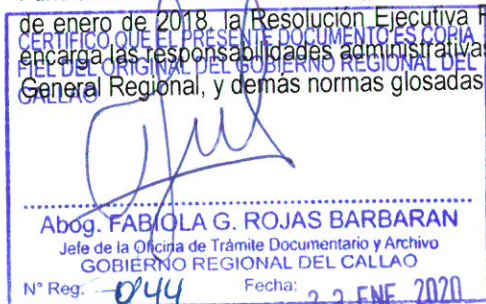 de enero de 2018, la Resolución Ejecutiva
CERTIFICO QUE EL PRESENTE DOCUMENTO ES COPIA
encarga las responsabilidades administrativas
FIEL DEL ORIGINAL DEL GOBIERNO REGIONAL DEL
CALLAO
General Regional, y demás normas glosadas
Abog. FABIOLA G. ROJAS BARBARAN
Jefe de la Oficina de Trámite Documentario y Archivo
GOBIERNO REGIONAL DEL CALLAO
N° Reg. 044 Fecha: 22 ENE 2020